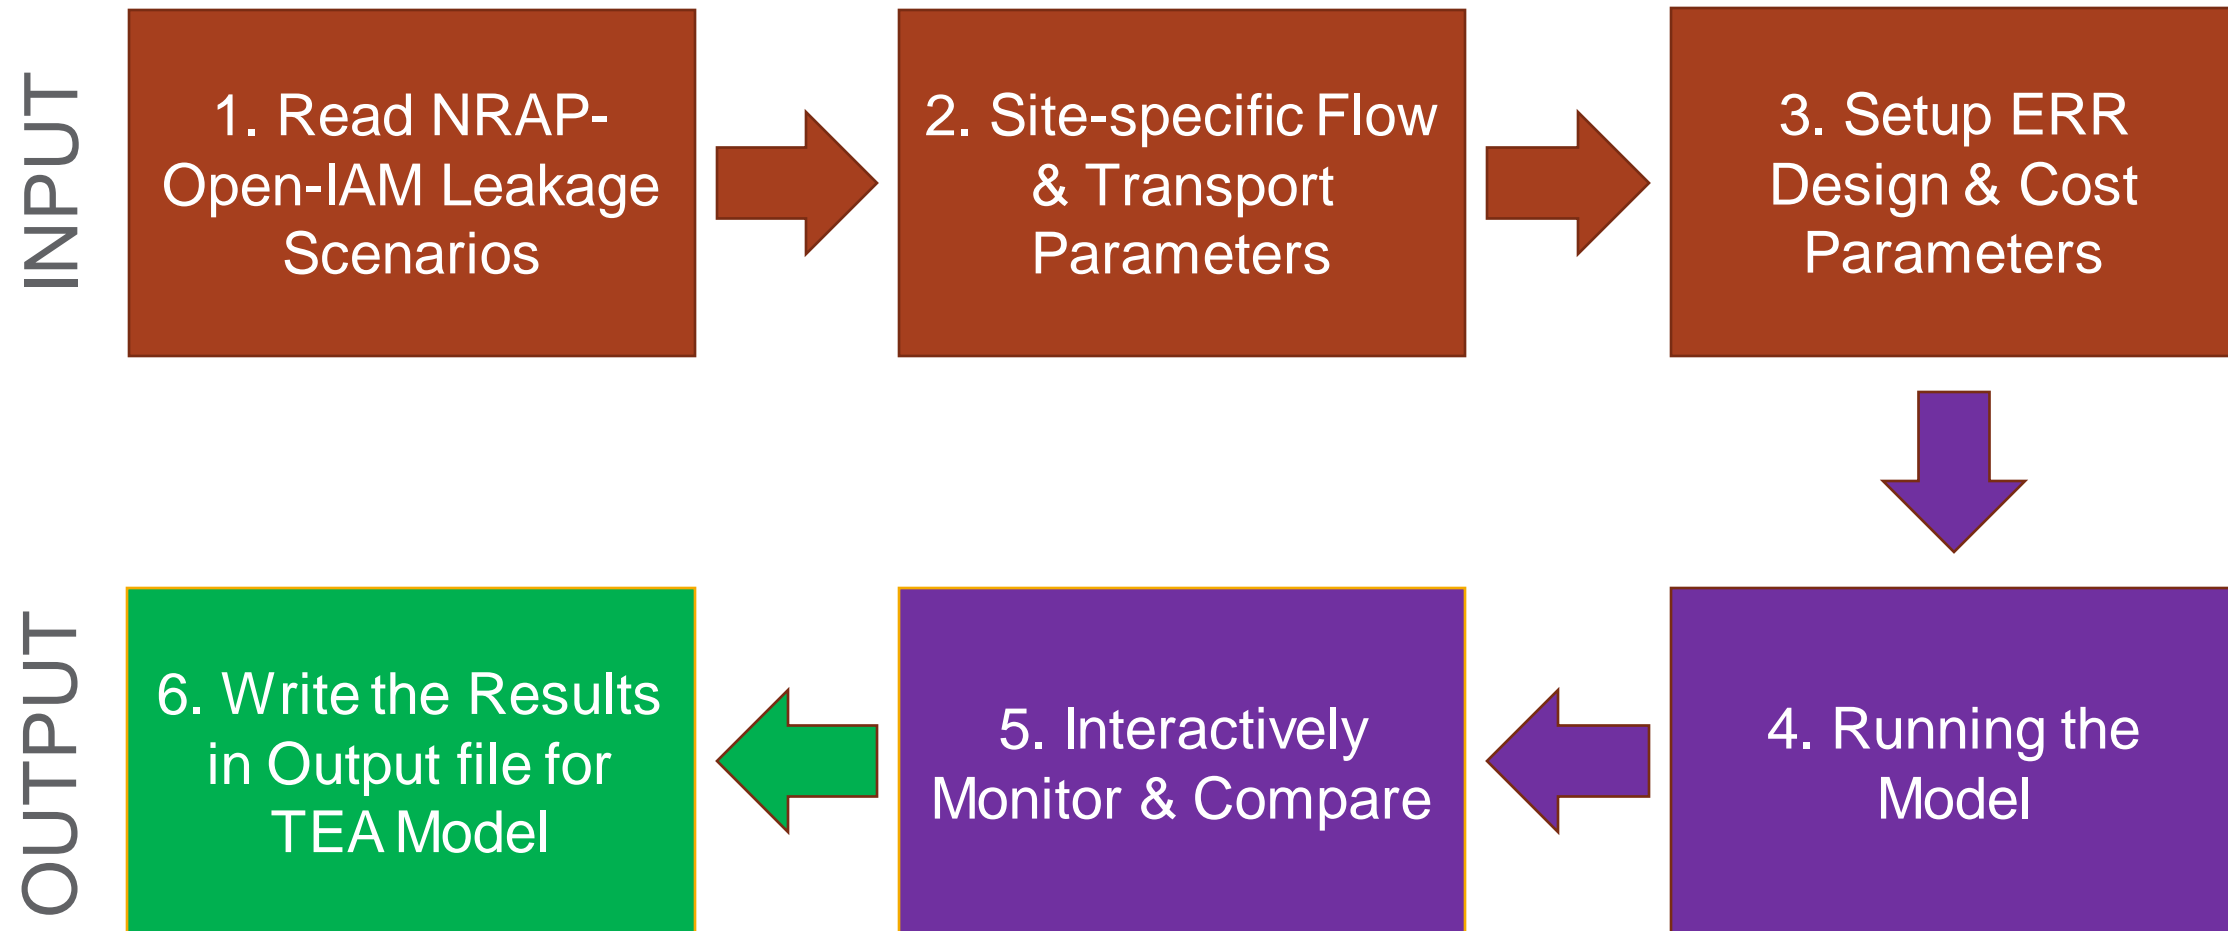 INPUT
1. Read NRAP-
Open-IAM Leakage
Scenarios
2. Site-specific Flow
& Transport
Parameters
3. Setup ERR
Design & Cost
Parameters
OUTPUT
6. Write the Results
in Output file for
TEA Model
5. Interactively
Monitor & Compare
4. Running the
Model